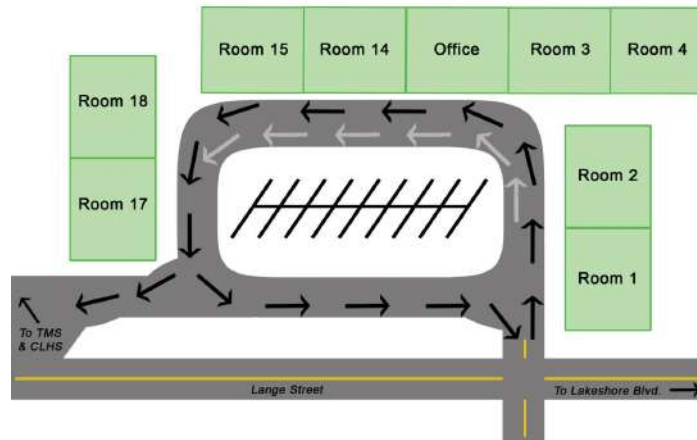 Room 15
Room 14
Office
Room 3
Room 4
Room 18
Room 17
Room 2
Room 1
To TMS
& CLHS
Lange Street
To Lakeshore Blvd.